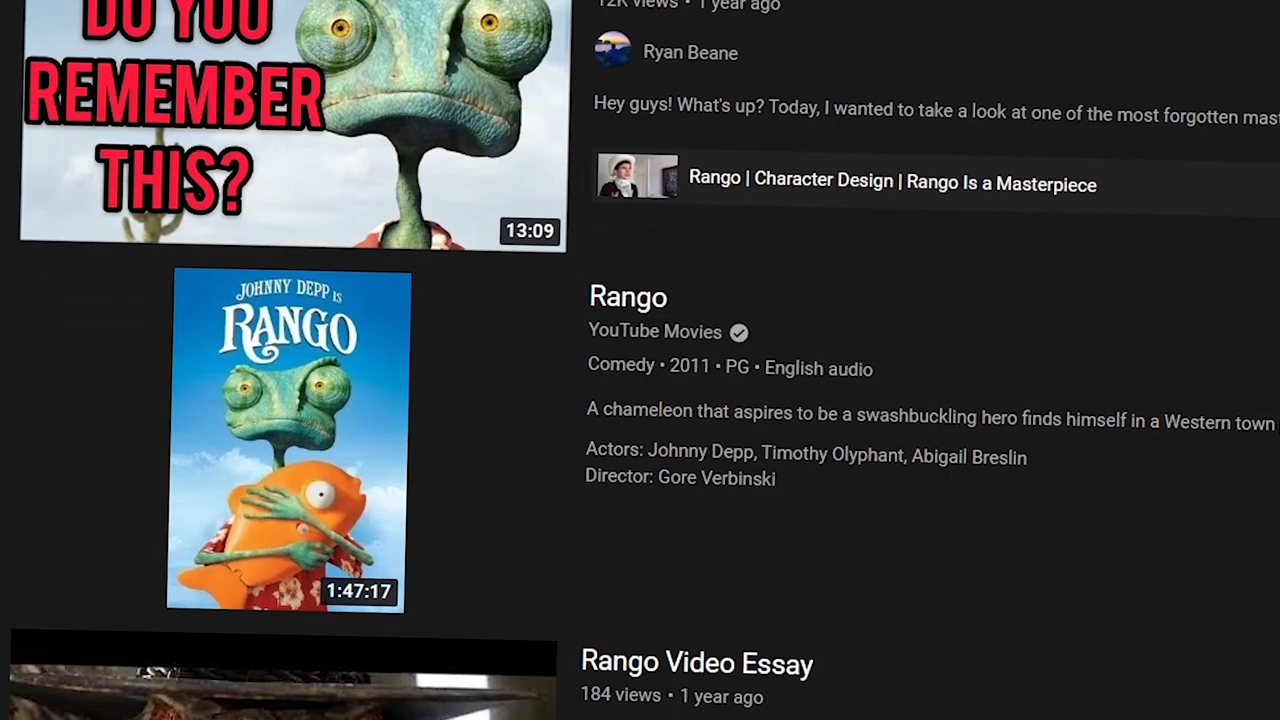 DO YOU
REMEMBER
THIS?
13:09
12K views • 1 year ago
Ryan Beane
Hey guys! What's up? Today, I wanted to take a look at one of the most forgotten
Rango | Character Design | Rango Is a Masterpiece
JOHNNY DEPP IS
RANGO
1:47:17
Rango
YouTube Movies
Comedy • 2011 • PG • English audio
A chameleon that aspires to be a swashbuckling hero finds himself in a Western town
Actors: Johnny Depp, Timothy Olyphant, Abigail Breslin
Director: Gore Verbinski
Rango Video Essay
184 views • 1 year ago